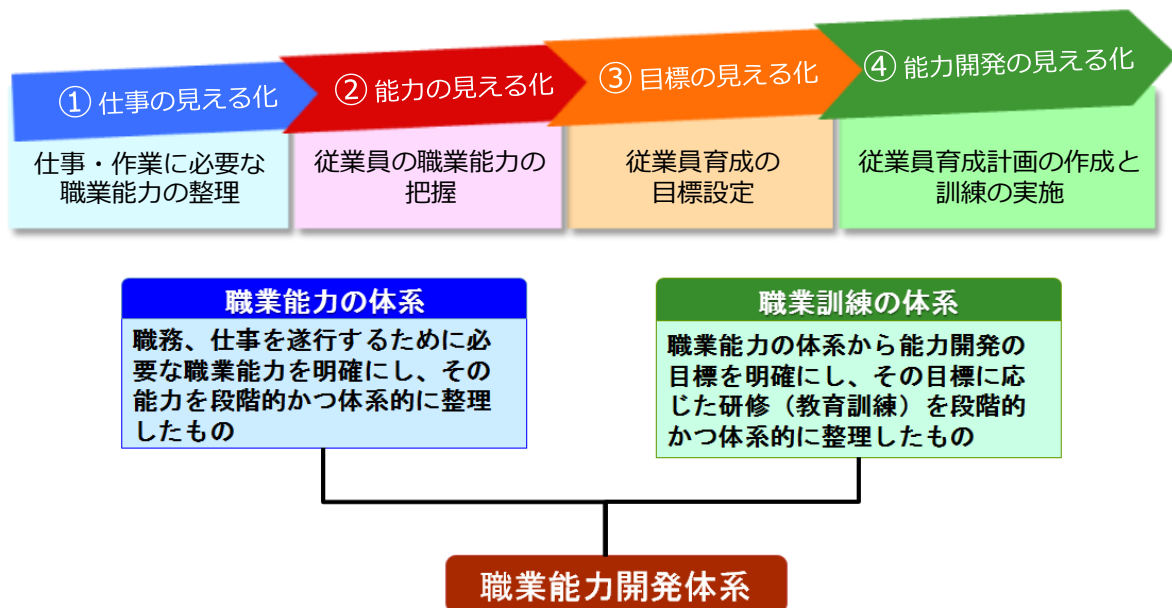 ① 仕事の見える化
② 能力の見える化
③ 目標の見える化
④ 能力開発の見える化
仕事・作業に必要な
職業能力の整理
従業員の職業能力の
把握
従業員育成の
目標設定
従業員育成計画の作成と
訓練の実施
職業能力の体系
職務、仕事を遂行するために必
要な職業能力を明確にし、その
能力を段階的かつ体系的に整理
したもの
職業訓練の体系
職業能力の体系から能力開発の
目標を明確にし、その目標に応
じた研修（教育訓練）を段階的
かつ体系的に整理したもの
職業能力開発体系